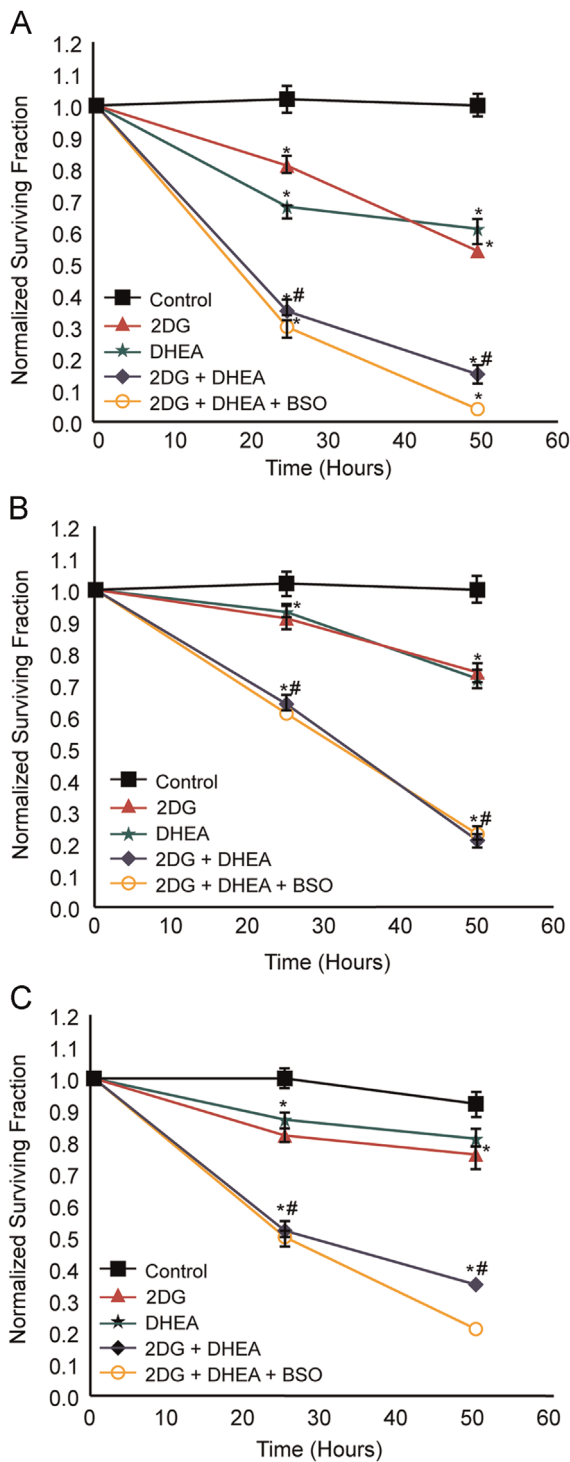 A
Normalized Surviving Fraction
1.2
1.1
1.0
0.9
0.8
0.7
0.6
0.5
0.4
0.3
0.2
0.1
0.0
*
*
*
*
*#
*
*#
*
Control
2DG
DHEA
2DG + DHEA
2DG + DHEA + BSO
0 10 20 30 40 50 60
Time (Hours)
B
Normalized Surviving Fraction
1.2
1.1
1.0
0.9
0.8
0.7
0.6
0.5
0.4
0.3
0.2
0.1
0.0
*
*
*#
*#
Control
2DG
DHEA
2DG + DHEA
2DG + DHEA + BSO
0 10 20 30 40 50 60
Time (Hours)
C
Normalized Surviving Fraction
1.2
1.1
1.0
0.9
0.8
0.7
0.6
0.5
0.4
0.3
0.2
0.1
0.0
*
*
*#
*#
Control
2DG
DHEA
2DG + DHEA
2DG + DHEA + BSO
0 10 20 30 40 50 60
Time (Hours)